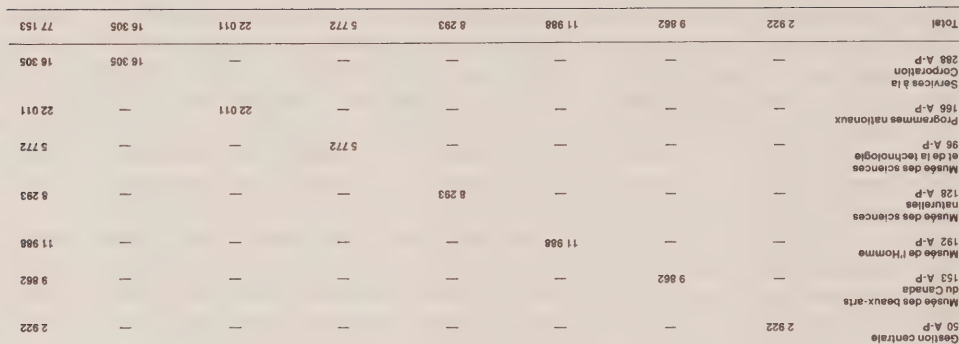 Gestion centrale
50 A-P 2 922 — — — — — — 2 922
Musée des beaux-arts
du Canada
153 A-P — 9 862 — — — — — 9 862
Musée de l'Homme
192 A-P — — 11 988 — — — — 11 988
Musée des sciences
naturelles
128 A-P — — — 8 293 — — — 8 293
Musée des sciences
et de la technologie
96 A-P — — — — 5 772 — — 5 772
Programmes nationaux
166 A-P — — — — — 22 011 — 22 011
Services à la
Corporation
288 A-P — — — — — — 16 305 16 305
Total 2 922 9 862 11 988 8 293 5 772 22 011 16 305 77 153